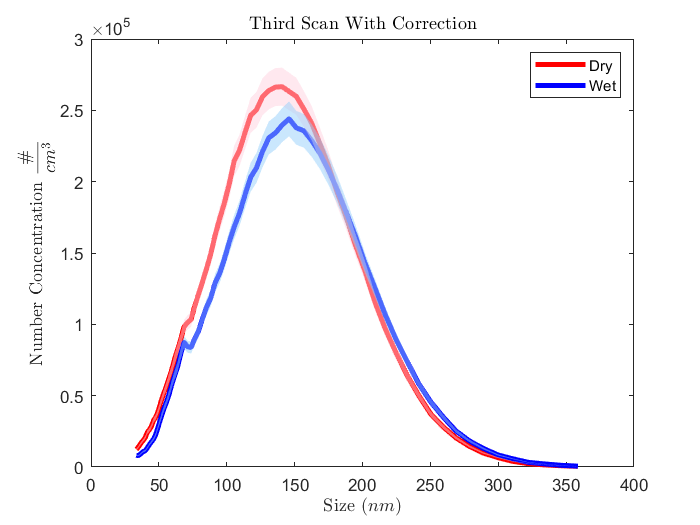 Third Scan With Correction
×10^5
3
2.5
2
1.5
1
0.5
0
0 50 100 150 200 250 300 350 400
Size (nm)
Number Concentration #/cm^3
Dry
Wet